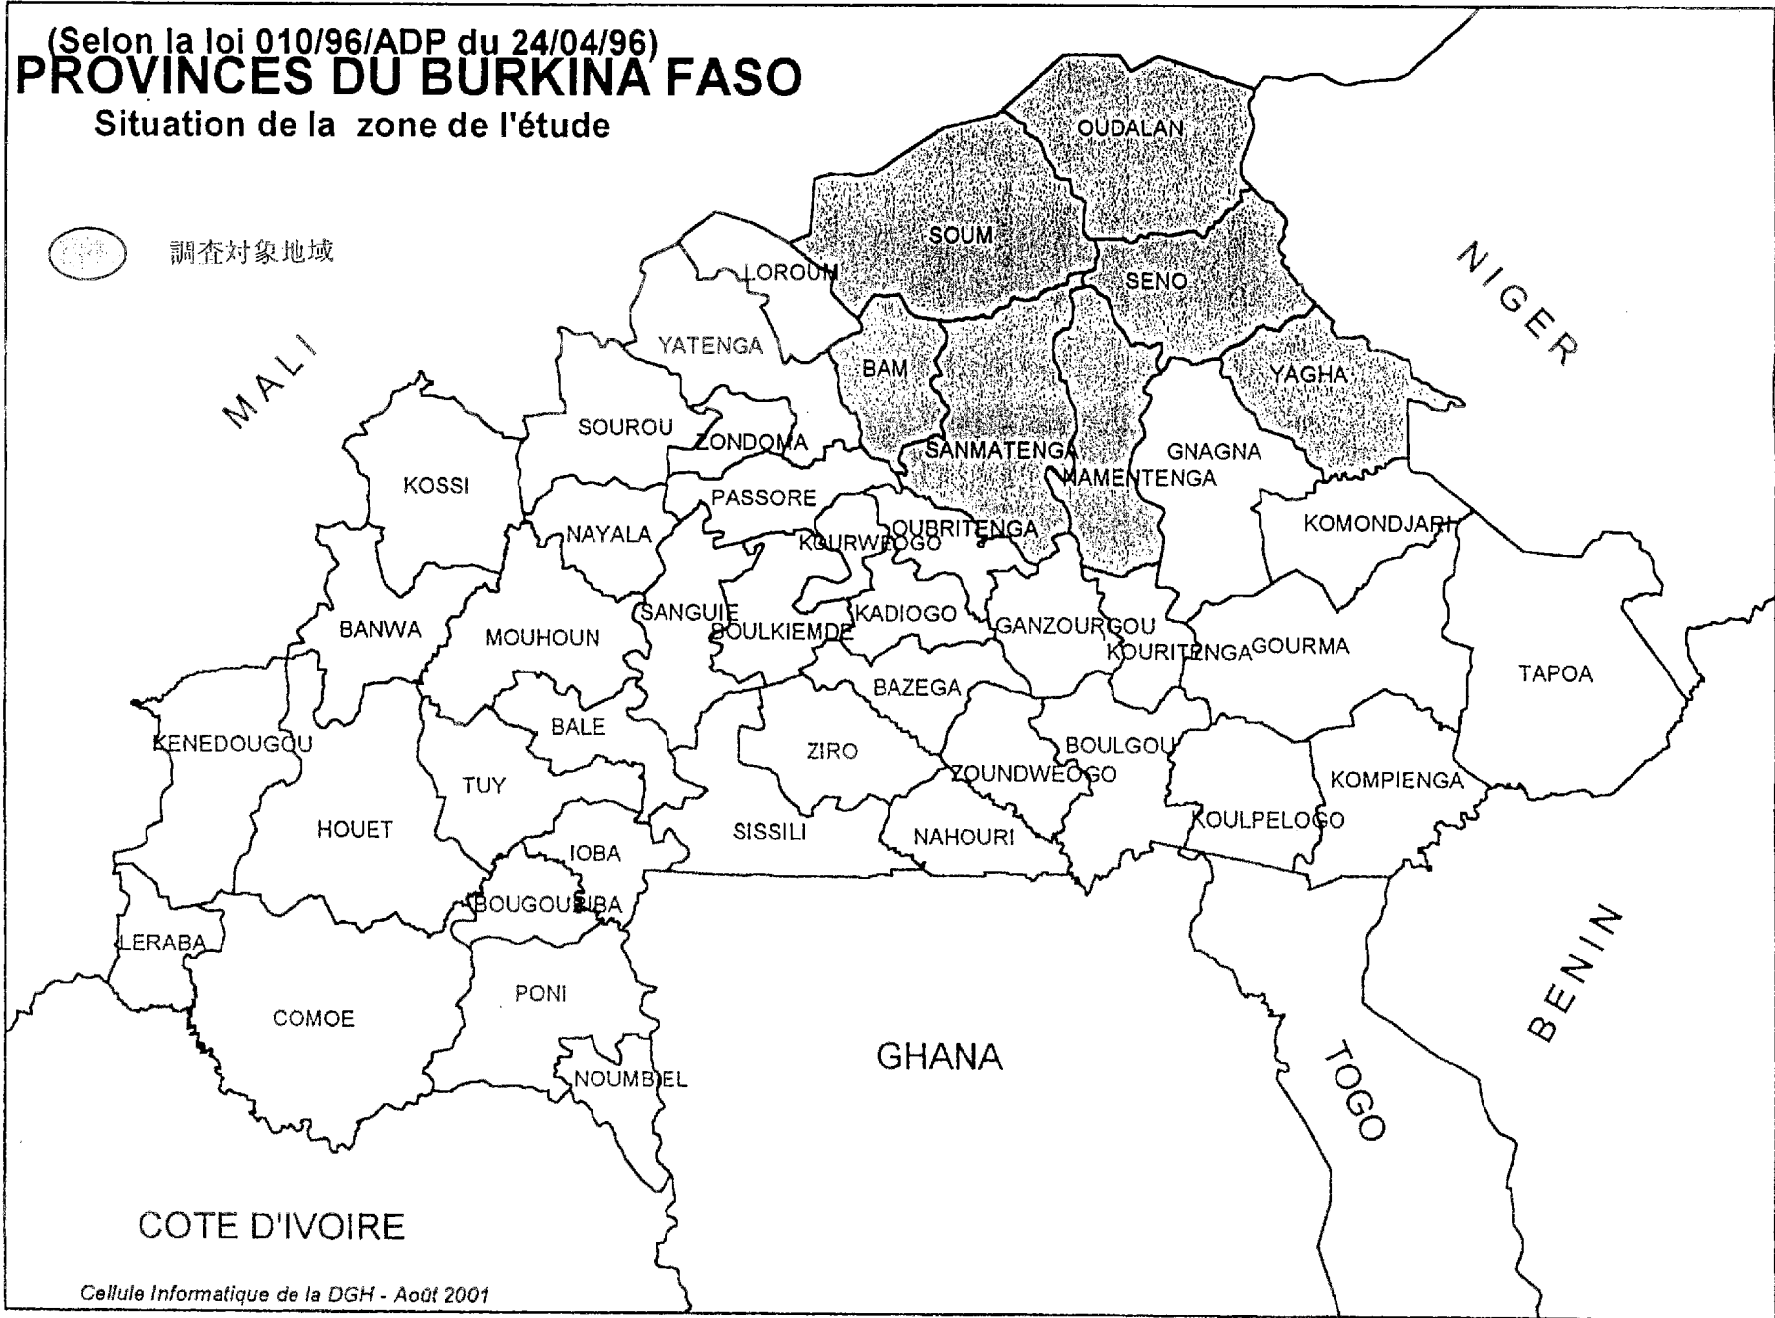 (Selon la loi 010/96/ADP du 24/04/96)
PROVINCES DU BURKINA FASO
Situation de la zone de l'étude
調査対象地域
OUDALAN
SOUM
LOROUM
SENO
NIGER
YATENGA
MALI
BAM
YAGHA
SOUROU
ZONDOMA
SANMATENGA
GNAGNA
NAMENTENGA
KOSSI
PASSORE
KOMONDJARI
NAYALA
OUBRITENGA
KOURWEOGO
SANGUIE
KADIOGO
BANWA
MOUHOUN
BOULKIEMDE
GANZOURGOU
KOURITENGA
GOURMA
TAPOA
BAZEGA
BALE
KENEDOUGOU
ZIRO
BOULGOU
TUY
ZOUNDWEOGO
KOMPIENGA
HOUET
SISSILI
NAHOURI
KOULPELOGO
IOBA
BOUGOURIBA
LERABA
BENIN
PONI
COMOE
GHANA
NOUMBIEL
TOGO
COTE D'IVOIRE
Cellule Informatique de la DGH - Août 2001